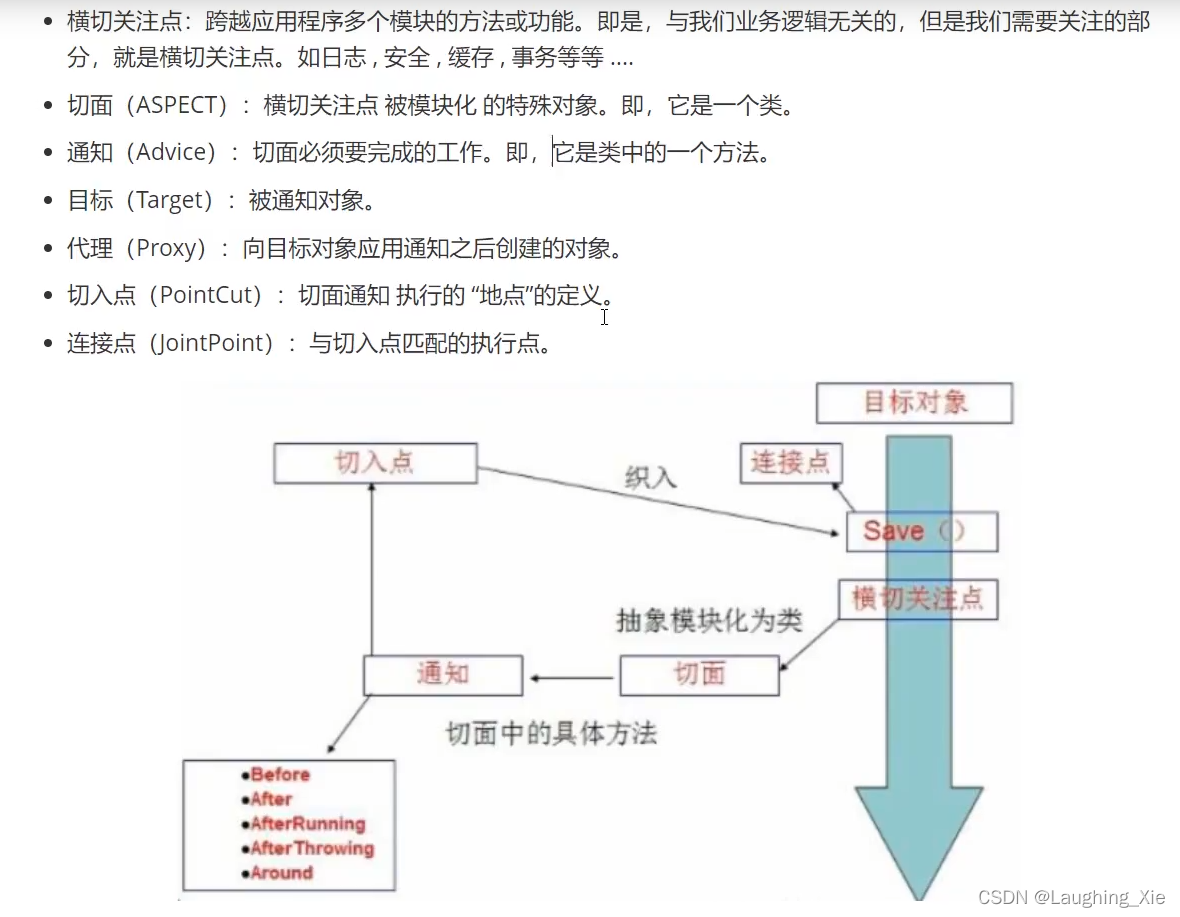 横切关注点：跨越应用程序多个模块的方法或功能。即是，与我们业务逻辑无关的，但是我们需要关注的部
分，就是横切关注点。如日志 , 安全 , 缓存 , 事务等等 ....
切面（ASPECT）：横切关注点 被模块化 的特殊对象。即，它是一个类。
通知（Advice）：切面必须要完成的工作。即，它是类中的一个方法。
目标（Target）：被通知对象。
代理（Proxy）：向目标对象应用通知之后创建的对象。
切入点（PointCut）：切面通知 执行的 “地点”的定义。
连接点（JointPoint）：与切入点匹配的执行点。
目标对象
切入点
织入
连接点
Save（）
横切关注点
抽象模块化为类
通知
切面
切面中的具体方法
Before
After
AfterRunning
AfterThrowing
Around
CSDN @Laughing_Xie